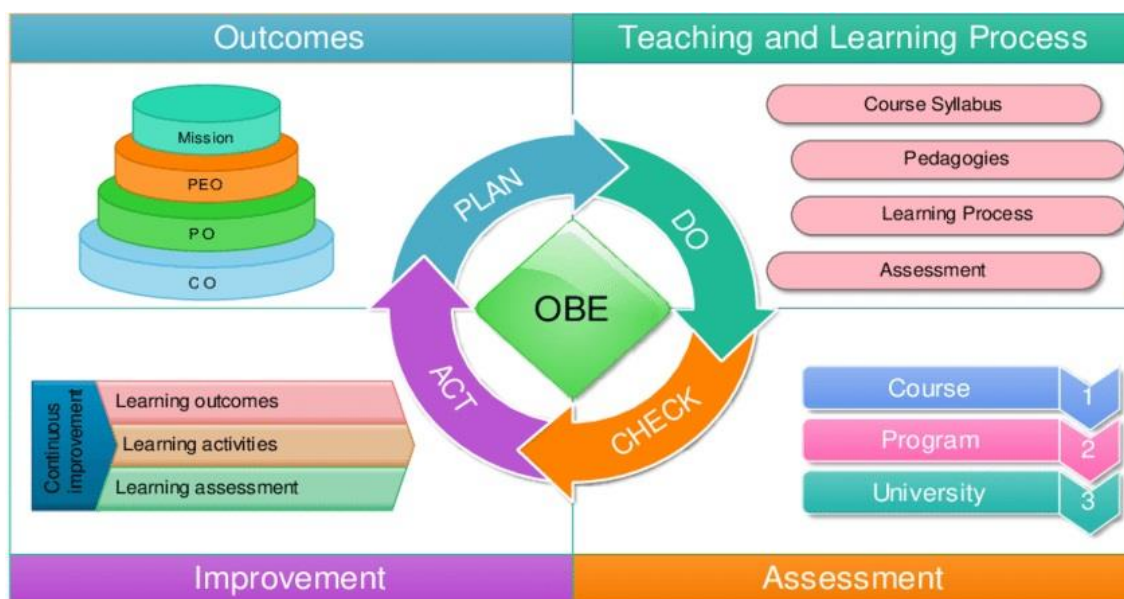 Outcomes
Teaching and Learning Process
Mission
PEO
PO
CO
Course Syllabus
Pedagogies
Learning Process
Assessment
PLAN
DO
CHECK
ACT
OBE
Continuous
improvement
Learning outcomes
Learning activities
Learning assessment
Course 1
Program 2
University 3
Improvement
Assessment